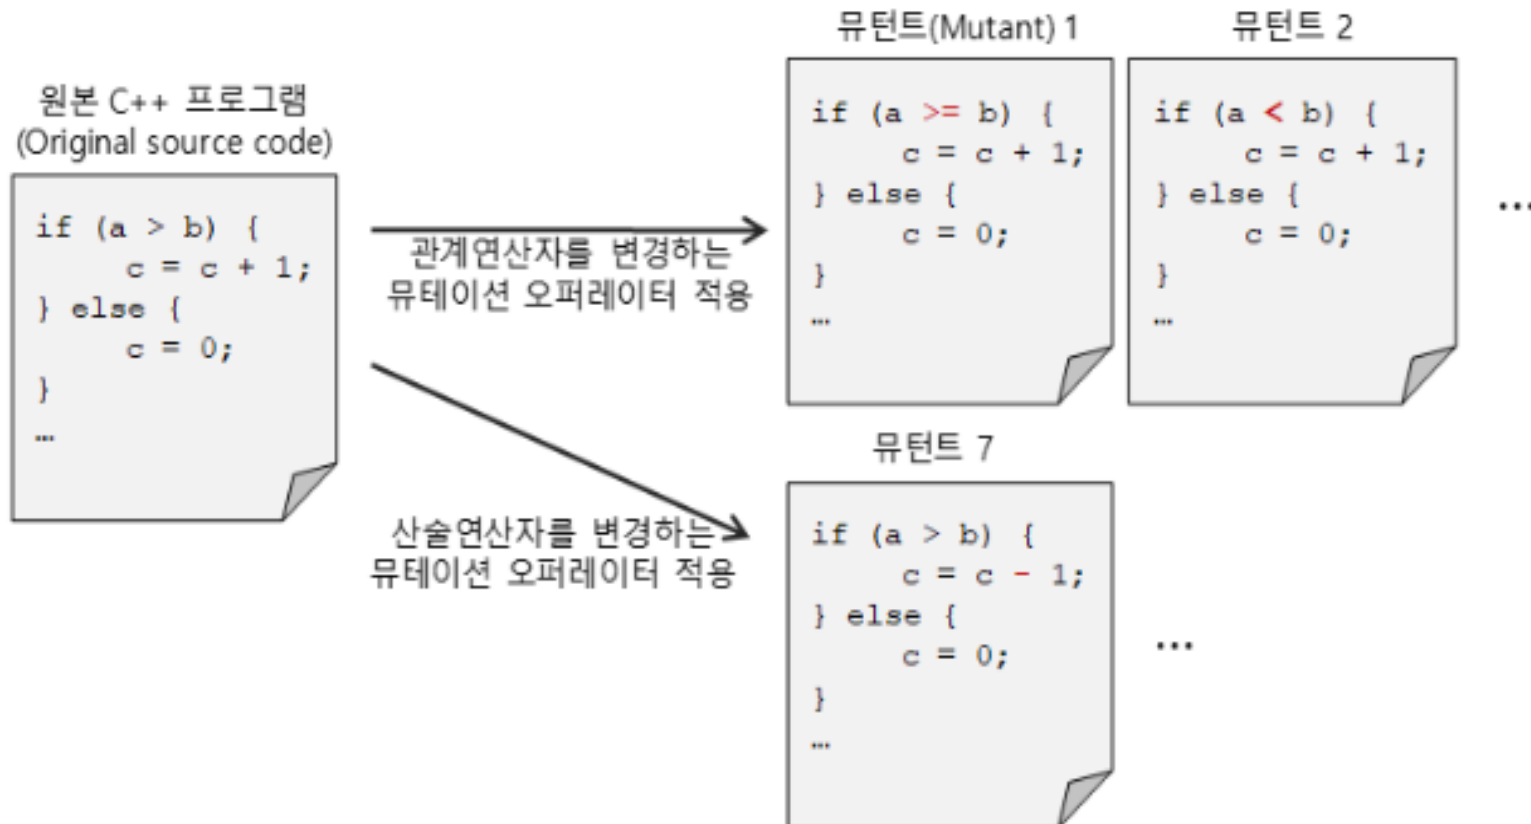 원본 C++ 프로그램
(Original source code)
if (a > b) {
c = c + 1;
} else {
c = 0;
}
…
관계연산자를 변경하는
뮤테이션 오퍼레이터 적용
뮤턴트(Mutant) 1
if (a >= b) {
c = c + 1;
} else {
c = 0;
}
…
뮤턴트 2
if (a < b) {
c = c + 1;
} else {
c = 0;
}
…
…
산술연산자를 변경하는
뮤테이션 오퍼레이터 적용
뮤턴트 7
if (a > b) {
c = c - 1;
} else {
c = 0;
}
…
…